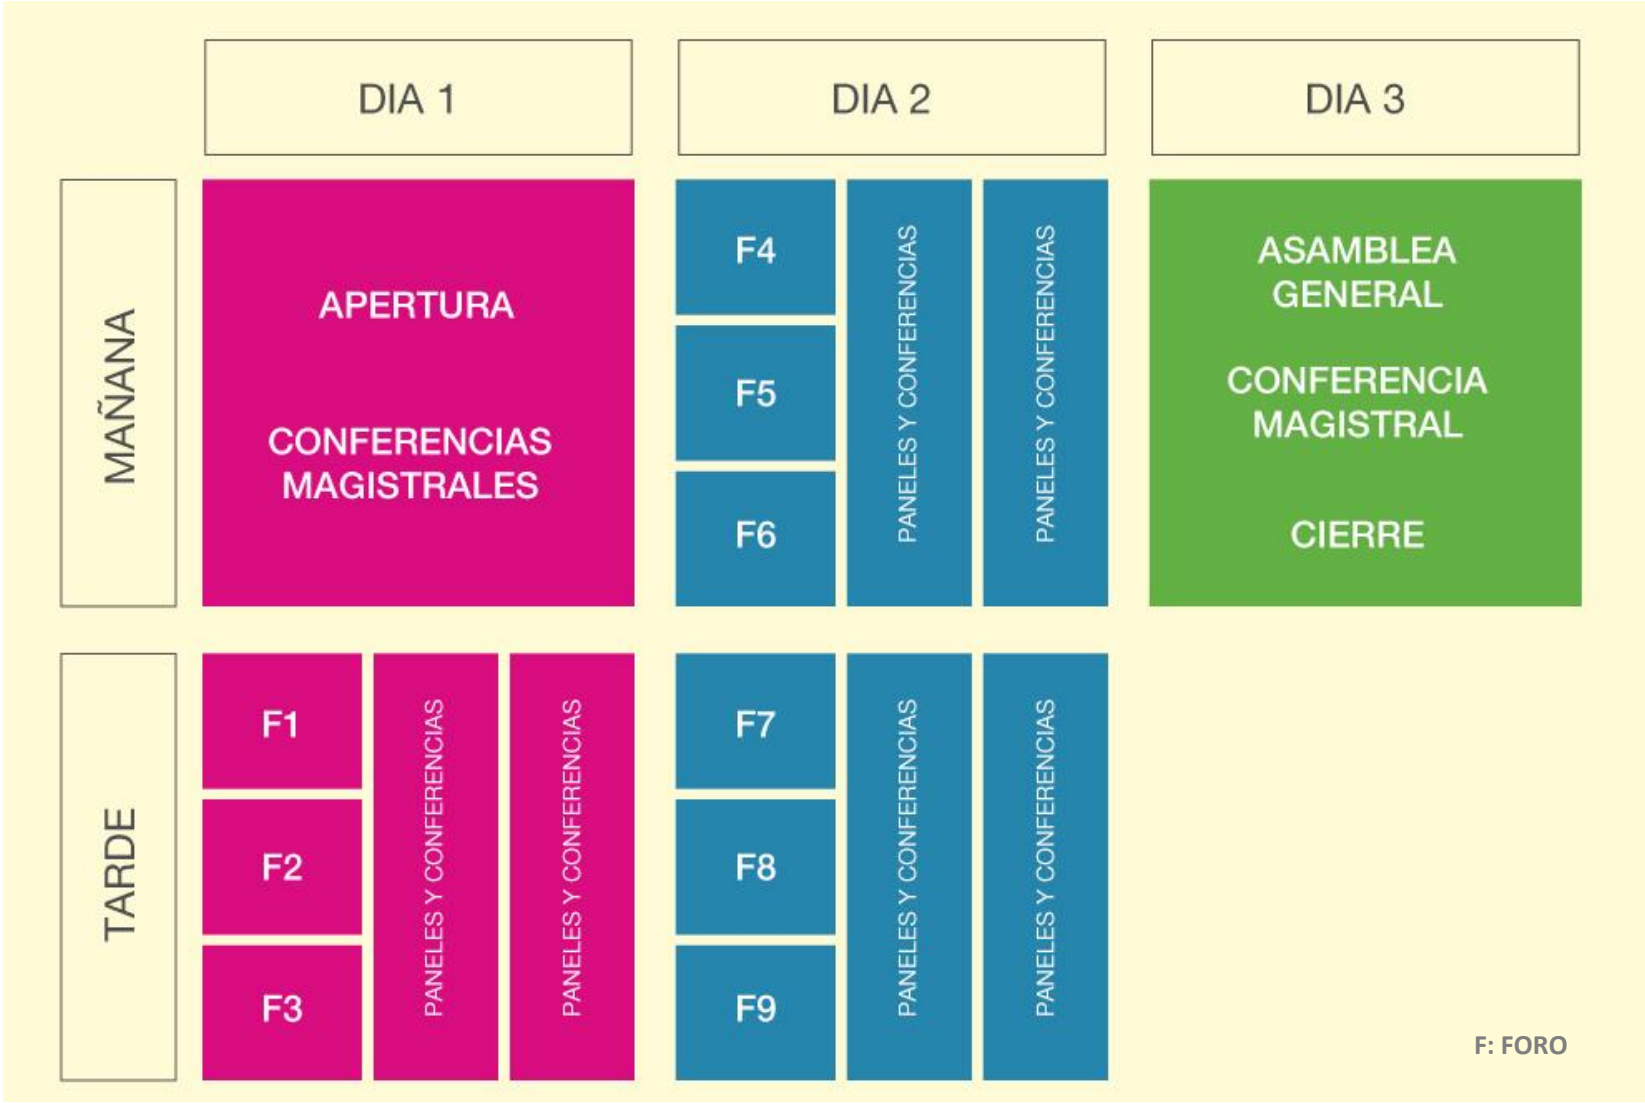 DIA 1
DIA 2
DIA 3
MAÑANA
APERTURA
CONFERENCIAS
MAGISTRALES
F4
F5
F6
PANELES Y CONFERENCIAS
PANELES Y CONFERENCIAS
ASAMBLEA
GENERAL
CONFERENCIA
MAGISTRAL
CIERRE
TARDE
F1
F2
F3
PANELES Y CONFERENCIAS
PANELES Y CONFERENCIAS
F7
F8
F9
PANELES Y CONFERENCIAS
PANELES Y CONFERENCIAS
F: FORO